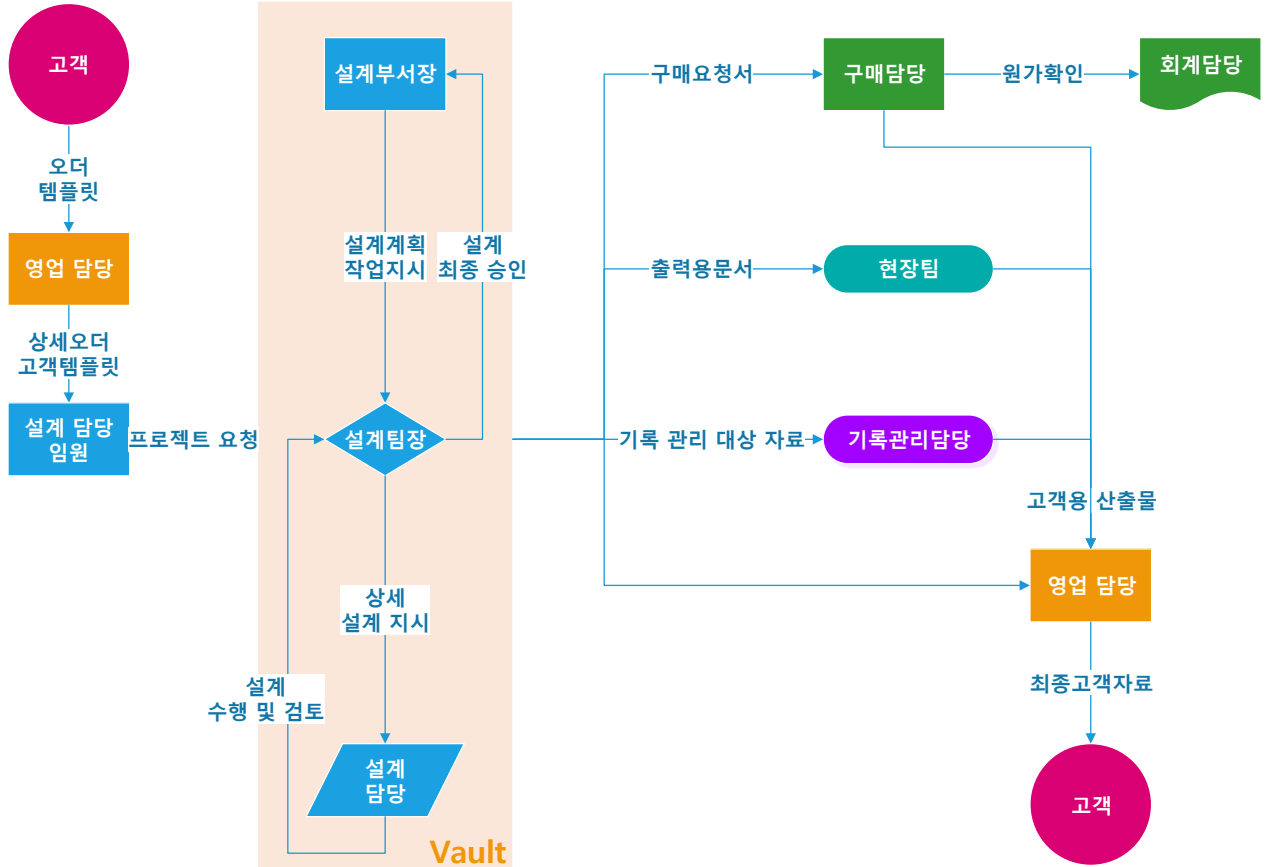 고객
오더
템플릿
영업 담당
상세오더
고객템플릿
설계 담당
임원
프로젝트 요청
설계부서장
설계계획
작업지시
설계
최종 승인
설계팀장
상세
설계 지시
설계
수행 및 검토
설계
담당
Vault
구매요청서
구매담당
원가확인
회계담당
출력용문서
현장팀
기록 관리 대상 자료
기록관리담당
고객용 산출물
영업 담당
최종고객자료
고객